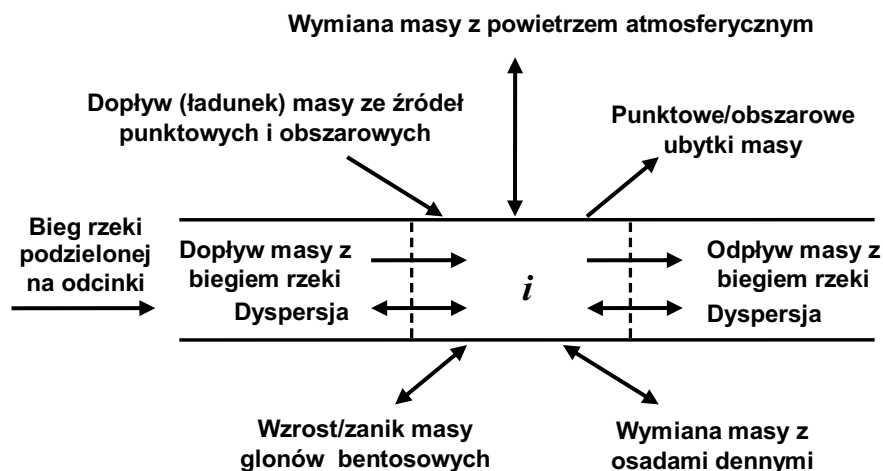 Wymiana masy z powietrzem atmosferycznym
Dopływ (ładunek) masy ze źródeł
punktowych i obszarowych
Punktowe/obszarowe
ubytki masy
Bieg rzeki
podzielonej
na odcinki
Dopływ masy z
biegiem rzeki
Dyspersja
i
Odpływ masy z
biegiem rzeki
Dyspersja
Wzrost/zanik masy
glonów bentosowych
Wymiana masy z
osadami dennymi